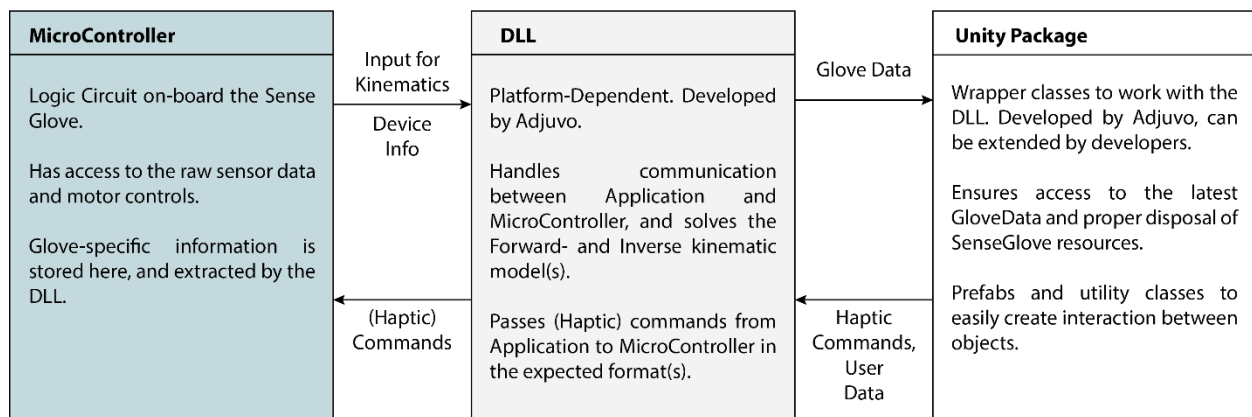 MicroController
Logic Circuit on-board the Sense
Glove.
Has access to the raw sensor data
and motor controls.
Glove-specific information is
stored here, and extracted by the
DLL.
Input for
Kinematics
Device
Info
(Haptic)
Commands
DLL
Platform-Dependent. Developed
by Adjuvo.
Handles communication
between Application and
MicroController, and solves the
Forward- and Inverse kinematic
model(s).
Passes (Haptic) commands from
Application to MicroController in
the expected format(s).
Glove Data
Haptic
Commands,
User
Data
Unity Package
Wrapper classes to work with the
DLL. Developed by Adjuvo, can
be extended by developers.
Ensures access to the latest
GloveData and proper disposal of
SenseGlove resources.
Prefabs and utility classes to
easily create interaction between
objects.